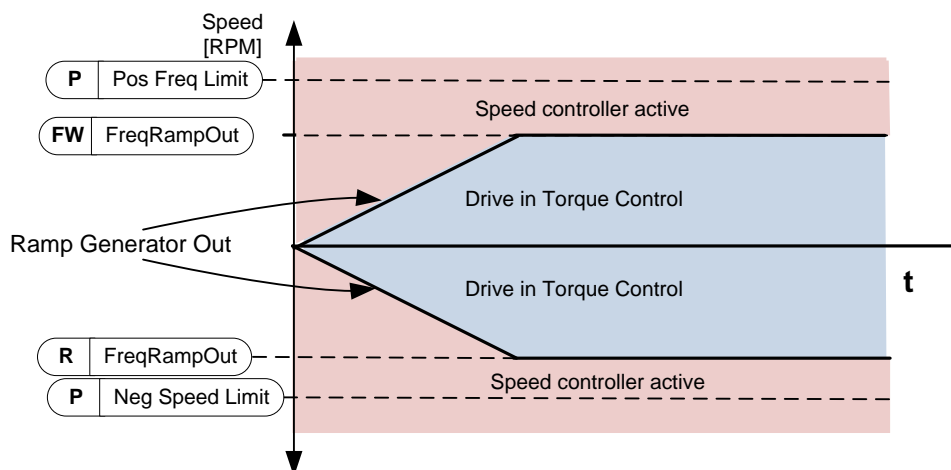 Speed
[RPM]
P Pos Freq Limit
Speed controller active
FW FreqRampOut
Drive in Torque Control
Ramp Generator Out
t
Drive in Torque Control
R FreqRampOut
Speed controller active
P Neg Speed Limit